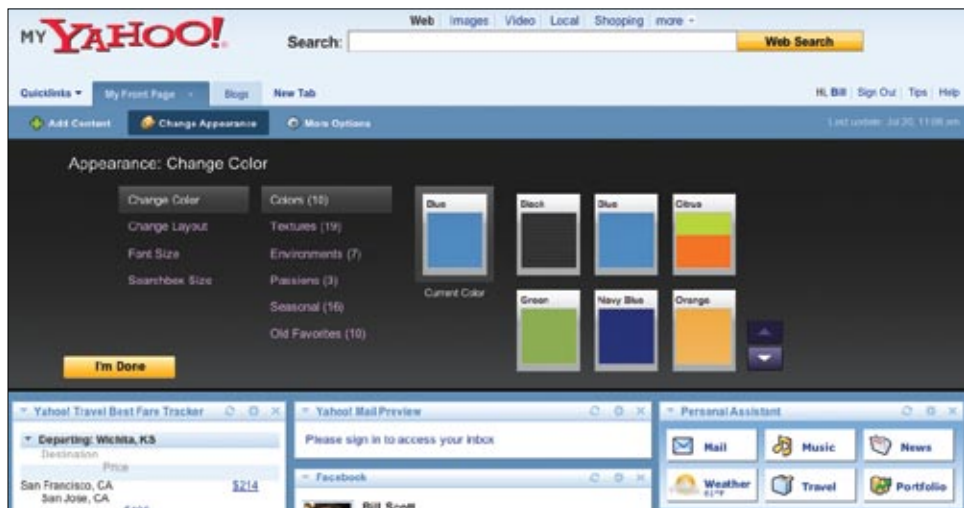 Web Images Video Local Shopping more
MY YAHOO!
Search:
Web Search
Quicklinks My Front Page Blogs New Tab
Hi, Bill Sign Out Tips Help
Add Content Change Appearance More Options
Last update: Jul 20, 11:08 am
Appearance: Change Color
Change Color
Change Layout
Font Size
Searchbox Size
Colors (10)
Textures (19)
Environments (7)
Passions (3)
Seasonal (16)
Old Favorites (10)
Blue
Current Color
Black
Blue
Citrus
Green
Navy Blue
Orange
I'm Done
Yahoo! Travel Best Fare Tracker
Departing: Wichita, KS
Destination
Price
San Francisco, CA $214
San Jose, CA
Yahoo! Mail Preview
Please sign in to access your inbox
Facebook
Bill Scott
Personal Assistant
Mail
Music
News
Weather
61°F
Travel
Portfolio